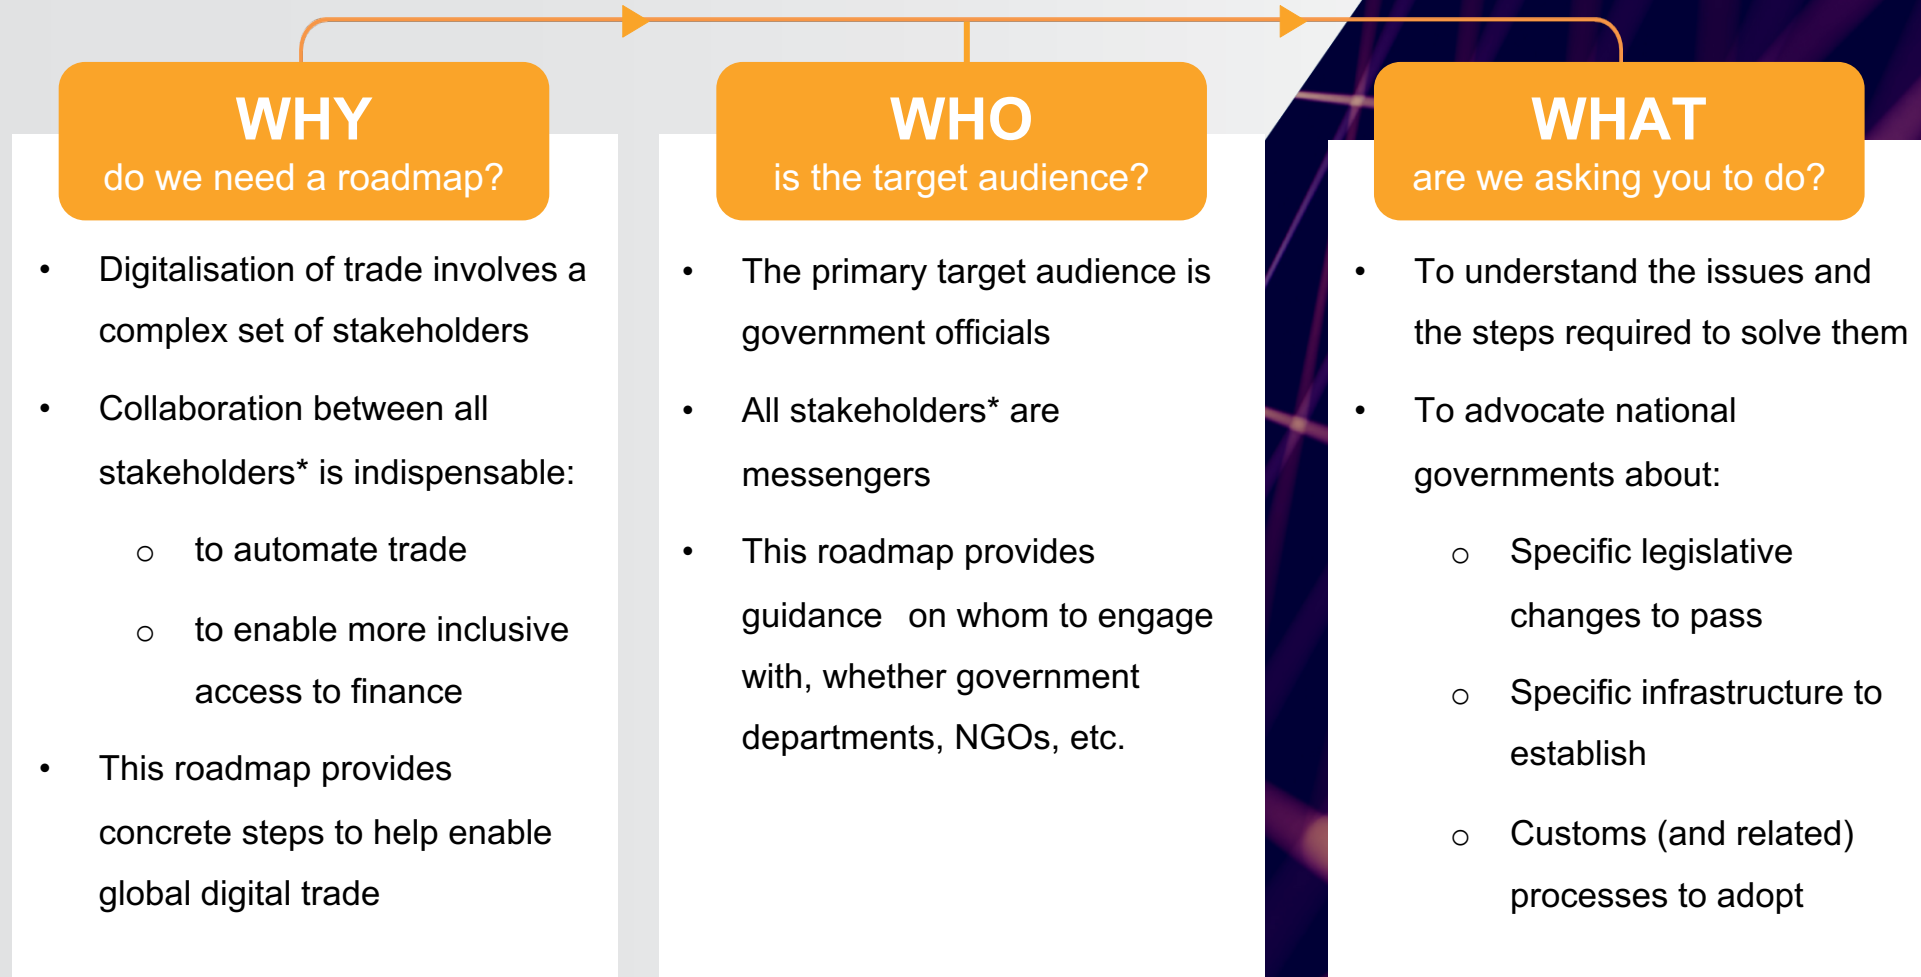 WHY
do we need a roadmap?
• Digitalisation of trade involves a
complex set of stakeholders
• Collaboration between all
stakeholders* is indispensable:
o to automate trade
o to enable more inclusive
access to finance
• This roadmap provides
concrete steps to help enable
global digital trade
WHO
is the target audience?
• The primary target audience is
government officials
• All stakeholders* are
messengers
• This roadmap provides
guidance on whom to engage
with, whether government
departments, NGOs, etc.
WHAT
are we asking you to do?
• To understand the issues and
the steps required to solve them
• To advocate national
governments about:
o Specific legislative
changes to pass
o Specific infrastructure to
establish
o Customs (and related)
processes to adopt